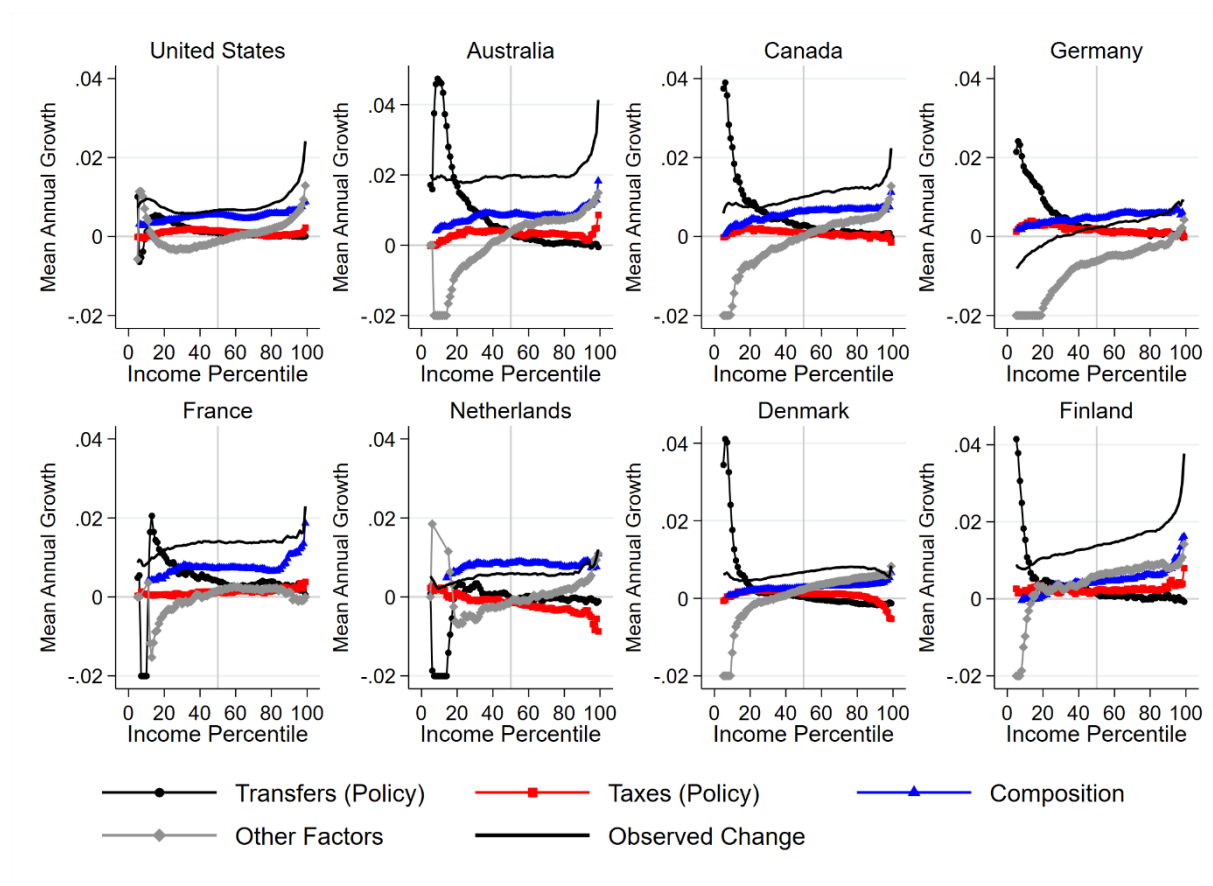 United States Australia Canada Germany
Mean Annual Growth Mean Annual Growth Mean Annual Growth Mean Annual Growth
.04 .04 .04 .04
.02 .02 .02 .02
0 0 0 0
-.02 -.02 -.02 -.02
0 20 40 60 80 100 0 20 40 60 80 100 0 20 40 60 80 100 0 20 40 60 80 100
Income Percentile Income Percentile Income Percentile Income Percentile
France Netherlands Denmark Finland
Mean Annual Growth Mean Annual Growth Mean Annual Growth Mean Annual Growth
.04 .04 .04 .04
.02 .02 .02 .02
0 0 0 0
-.02 -.02 -.02 -.02
0 20 40 60 80 100 0 20 40 60 80 100 0 20 40 60 80 100 0 20 40 60 80 100
Income Percentile Income Percentile Income Percentile Income Percentile
Transfers (Policy) Taxes (Policy) Composition
Other Factors Observed Change